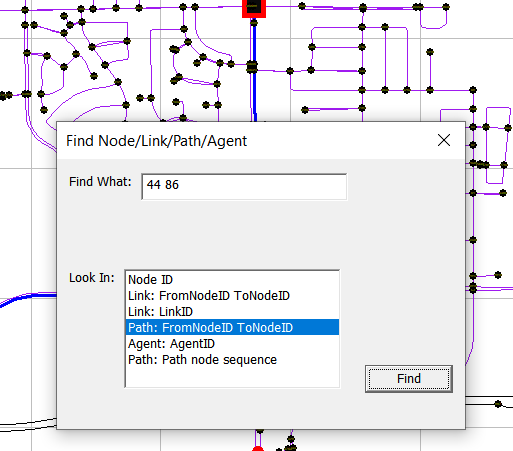 Find Node/Link/Path/Agent
Find What:
44 86
Look In:
Node ID
Link: FromNodeID ToNodeID
Link: LinkID
Path: FromNodeID ToNodeID
Agent: AgentID
Path: Path node sequence
Find